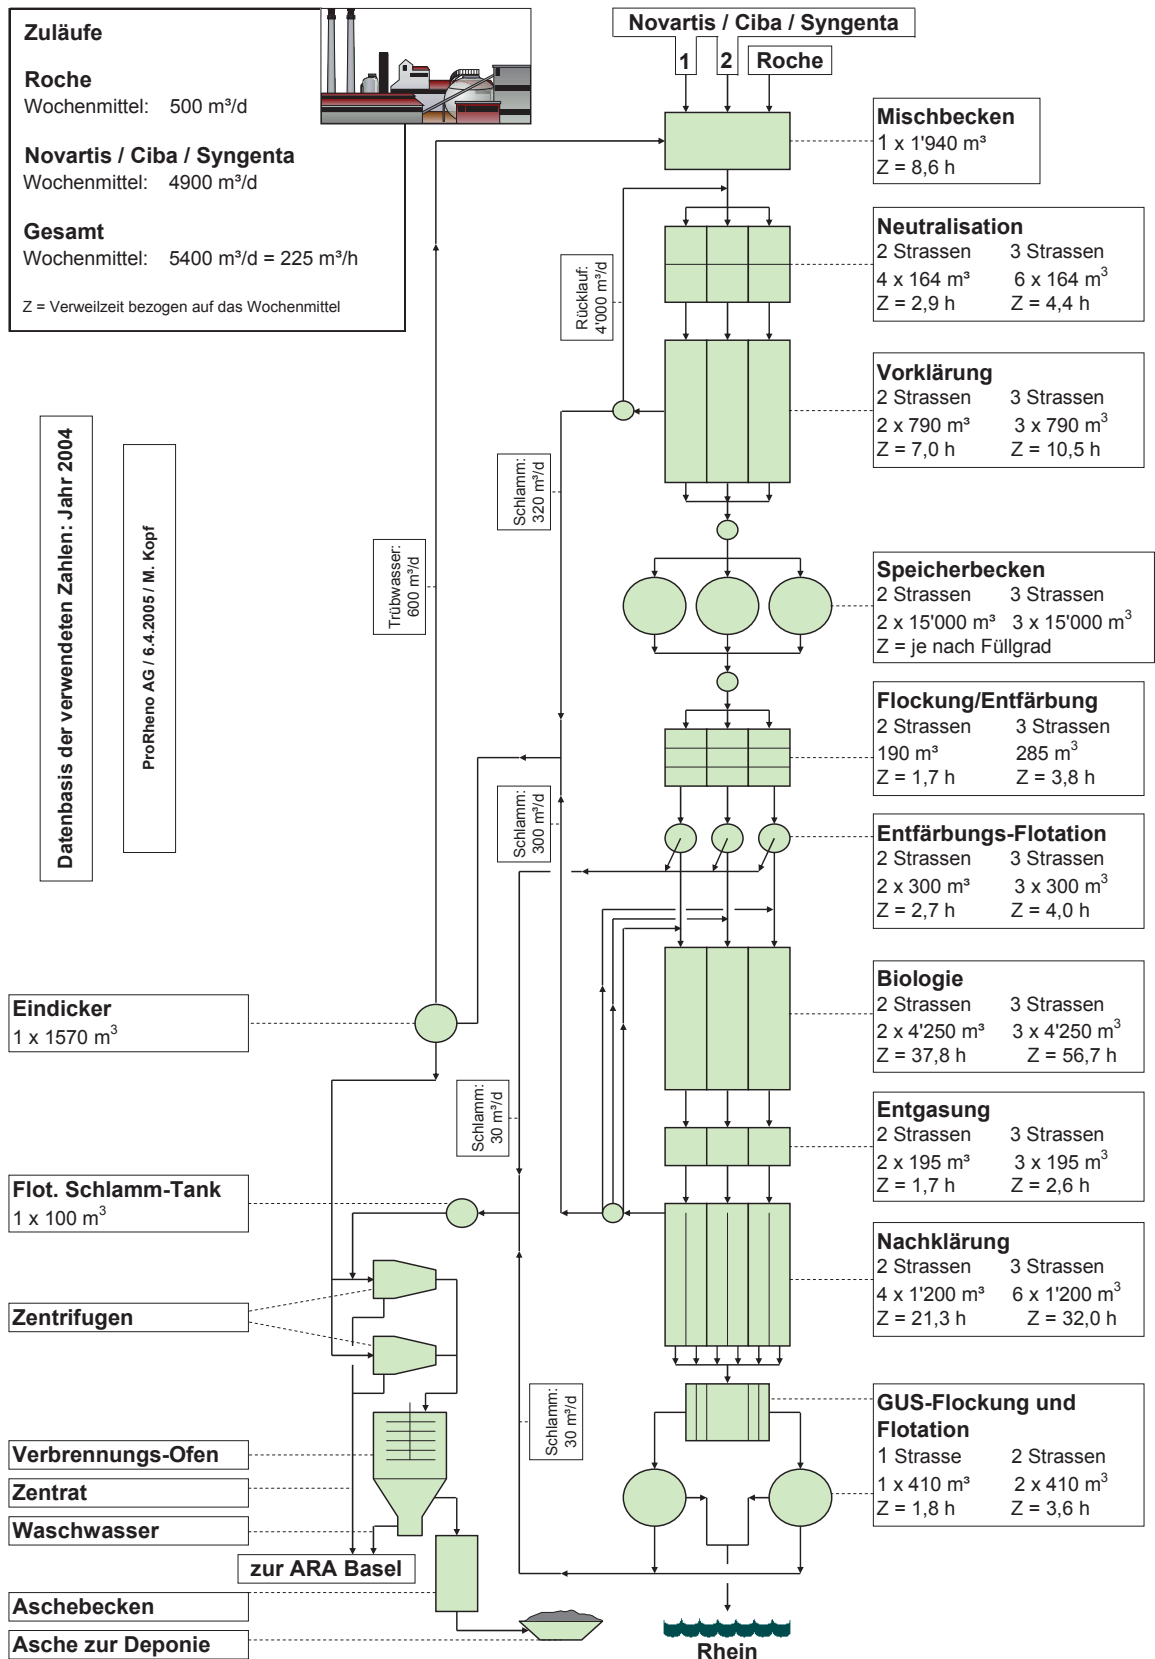 Zuläufe
Roche
Wochenmittel: 500 m³/d
Novartis / Ciba / Syngenta
Wochenmittel: 4900 m³/d
Gesamt
Wochenmittel: 5400 m³/d = 225 m³/h
Z = Verweilzeit bezogen auf das Wochenmittel
Novartis / Ciba / Syngenta
1
2
Roche
Mischbecken
1 x 1'940 m³
Z = 8,6 h
Neutralisation
2 Strassen 3 Strassen
4 x 164 m³ 6 x 164 m³
Z = 2,9 h Z = 4,4 h
Rücklauf:
4'000 m³/d
Vorklärung
2 Strassen 3 Strassen
2 x 790 m³ 3 x 790 m³
Z = 7,0 h Z = 10,5 h
Datenbasis der verwendeten Zahlen: Jahr 2004
ProRheno AG / 6.4.2005 / M. Kopf
Schlamm:
320 m³/d
Trübwasser:
600 m³/d
Speicherbecken
2 Strassen 3 Strassen
2 x 15'000 m³ 3 x 15'000 m³
Z = je nach Füllgrad
Flockung/Entfärbung
2 Strassen 3 Strassen
190 m³ 285 m³
Z = 1,7 h Z = 3,8 h
Schlamm:
300 m³/d
Entfärbungs-Flotation
2 Strassen 3 Strassen
2 x 300 m³ 3 x 300 m³
Z = 2,7 h Z = 4,0 h
Biologie
2 Strassen 3 Strassen
2 x 4'250 m³ 3 x 4'250 m³
Z = 37,8 h Z = 56,7 h
Eindicker
1 x 1570 m³
Schlamm:
30 m³/d
Entgasung
2 Strassen 3 Strassen
2 x 195 m³ 3 x 195 m³
Z = 1,7 h Z = 2,6 h
Flot. Schlamm-Tank
1 x 100 m³
Nachklärung
2 Strassen 3 Strassen
4 x 1'200 m³ 6 x 1'200 m³
Z = 21,3 h Z = 32,0 h
Zentrifugen
Schlamm:
30 m³/d
GUS-Flockung und
Flotation
1 Strasse 2 Strassen
1 x 410 m³ 2 x 410 m³
Z = 1,8 h Z = 3,6 h
Verbrennungs-Ofen
Zentrat
Waschwasser
zur ARA Basel
Aschebecken
Asche zur Deponie
Rhein